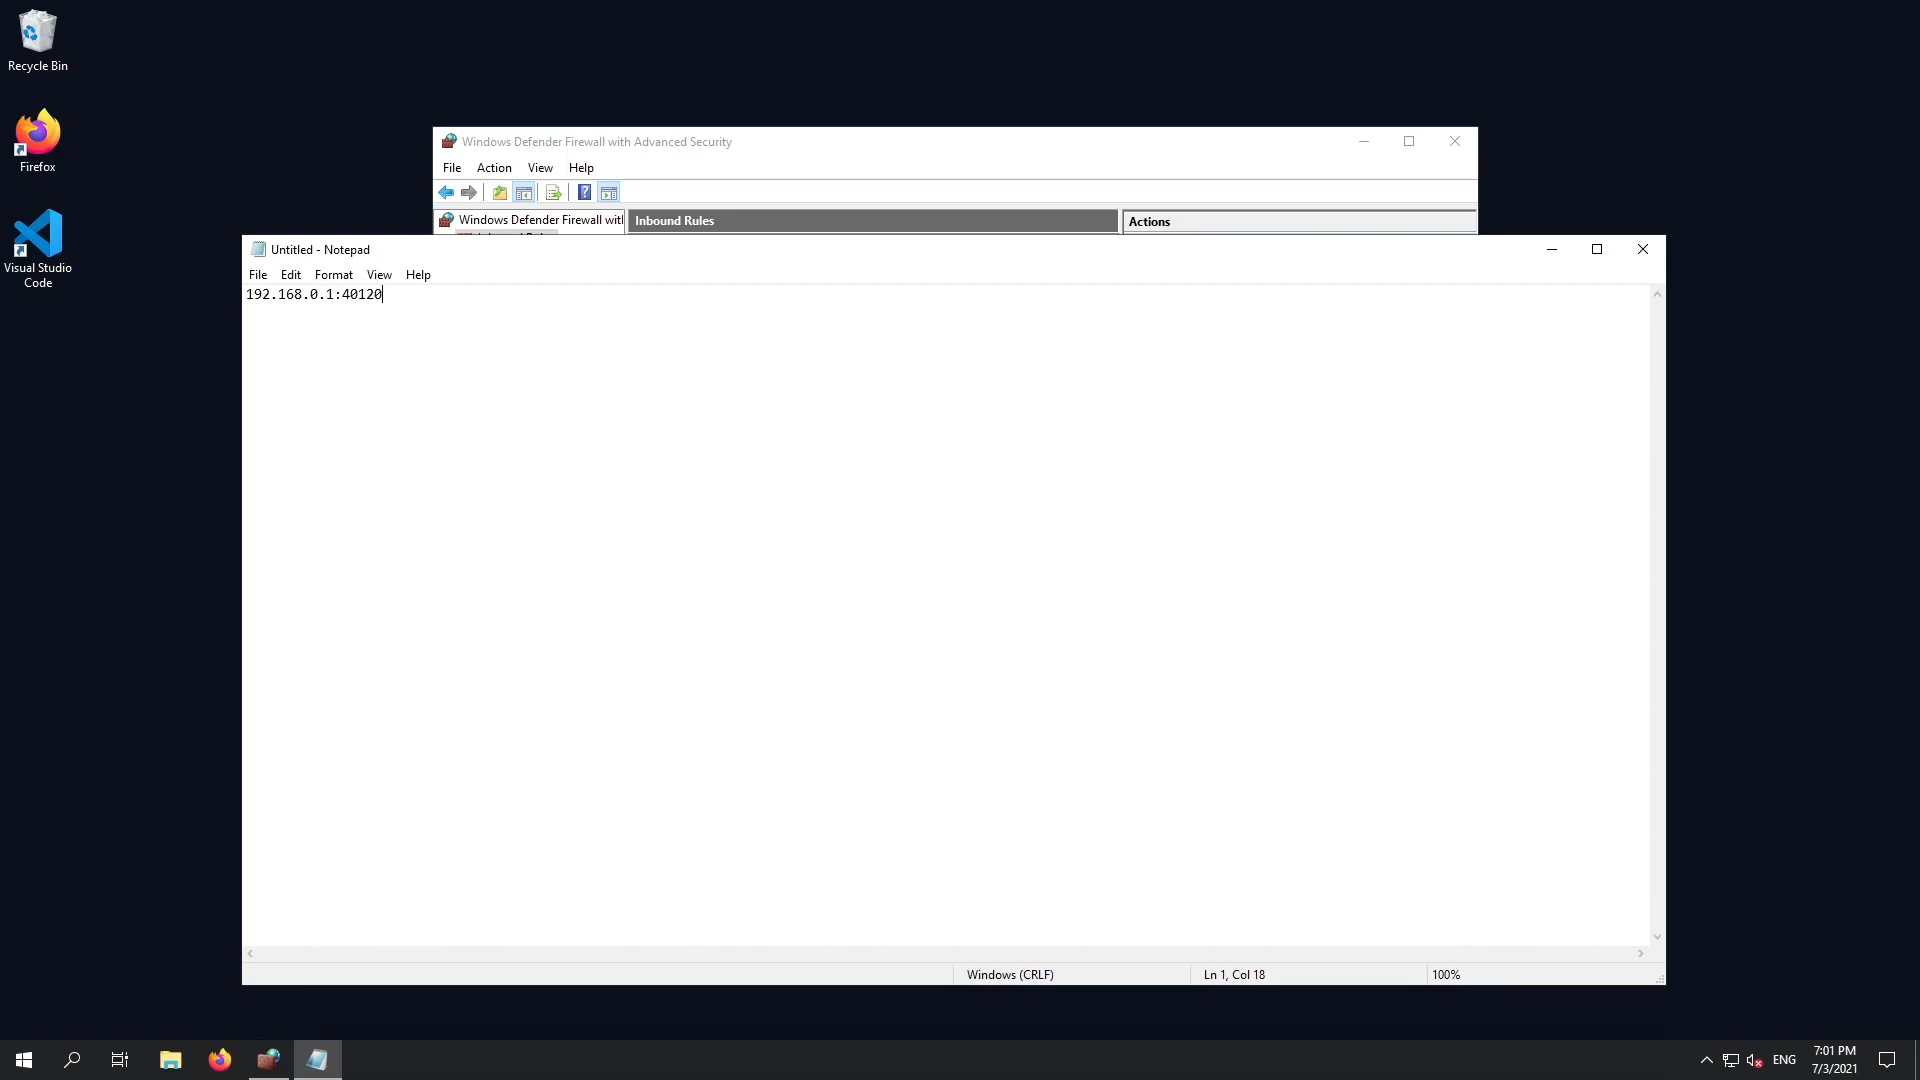 Recycle Bin
Firefox
Visual Studio
Code
Windows Defender Firewall with Advanced Security
File Action View Help
Windows Defender Firewall with
Inbound Rules
Actions
Untitled - Notepad
File Edit Format View Help
192.168.0.1:40120
Windows (CRLF)
Ln 1, Col 18
100%
ENG
7:01 PM
7/3/2021